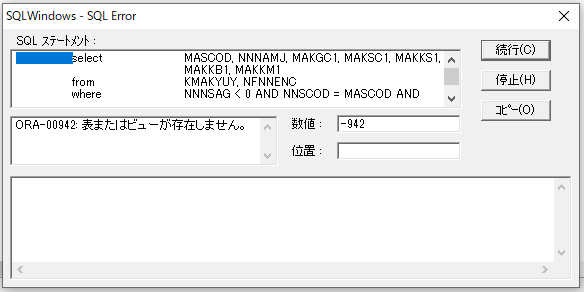 SQLWindows - SQL Error
SQL ステートメント :
select MASCOD, NNNAMJ, MAKGC1, MAKSC1, MAKKS1,
MAKKB1, MAKKM1
from KMAKYUY, NFNNENC
where NNNSAG < 0 AND NNSCOD = MASCOD AND
続行(C)
停止(H)
コピー(O)
ORA-00942: 表またはビューが存在しません。
数値 : -942
位置 :